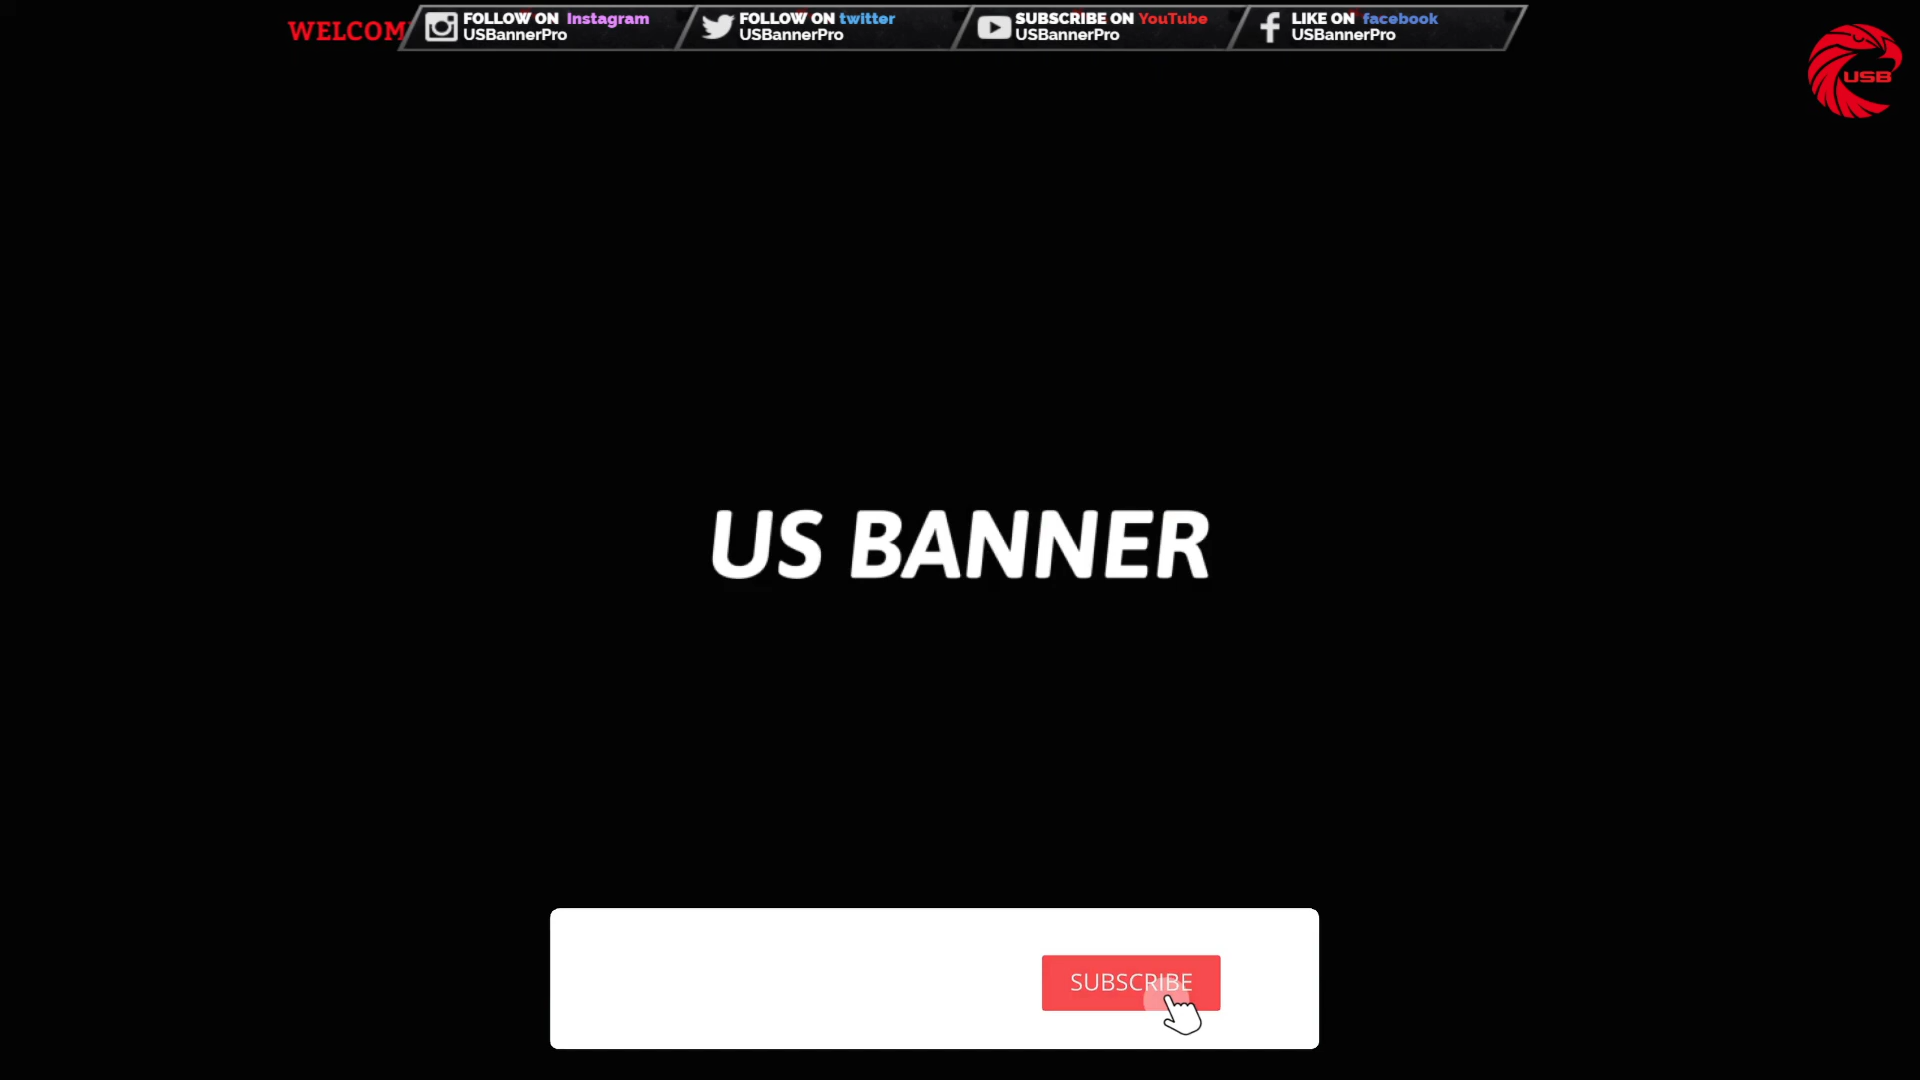 WELCOM
FOLLOW ON Instagram
USBannerPro
FOLLOW ON twitter
USBannerPro
SUBSCRIBE ON YouTube
USBannerPro
LIKE ON facebook
USBannerPro
USB
US BANNER
SUBSCRIBE